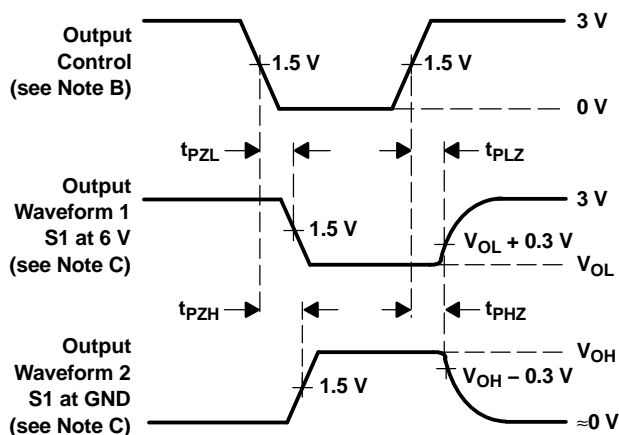 3 V
Output
Control
(see Note B)
1.5 V
1.5 V
0 V
tPZL
tPLZ
Output
Waveform 1
S1 at 6 V
(see Note C)
3 V
1.5 V
VOL + 0.3 V
VOL
tPZH
tPHZ
Output
Waveform 2
S1 at GND
(see Note C)
VOH
1.5 V
VOH – 0.3 V
≈0 V